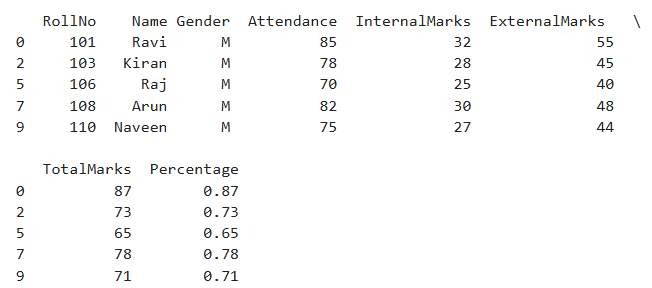 RollNo Name Gender Attendance InternalMarks ExternalMarks \
0 101 Ravi M 85 32 55
2 103 Kiran M 78 28 45
5 106 Raj M 70 25 40
7 108 Arun M 82 30 48
9 110 Naveen M 75 27 44
TotalMarks Percentage
0 87 0.87
2 73 0.73
5 65 0.65
7 78 0.78
9 71 0.71